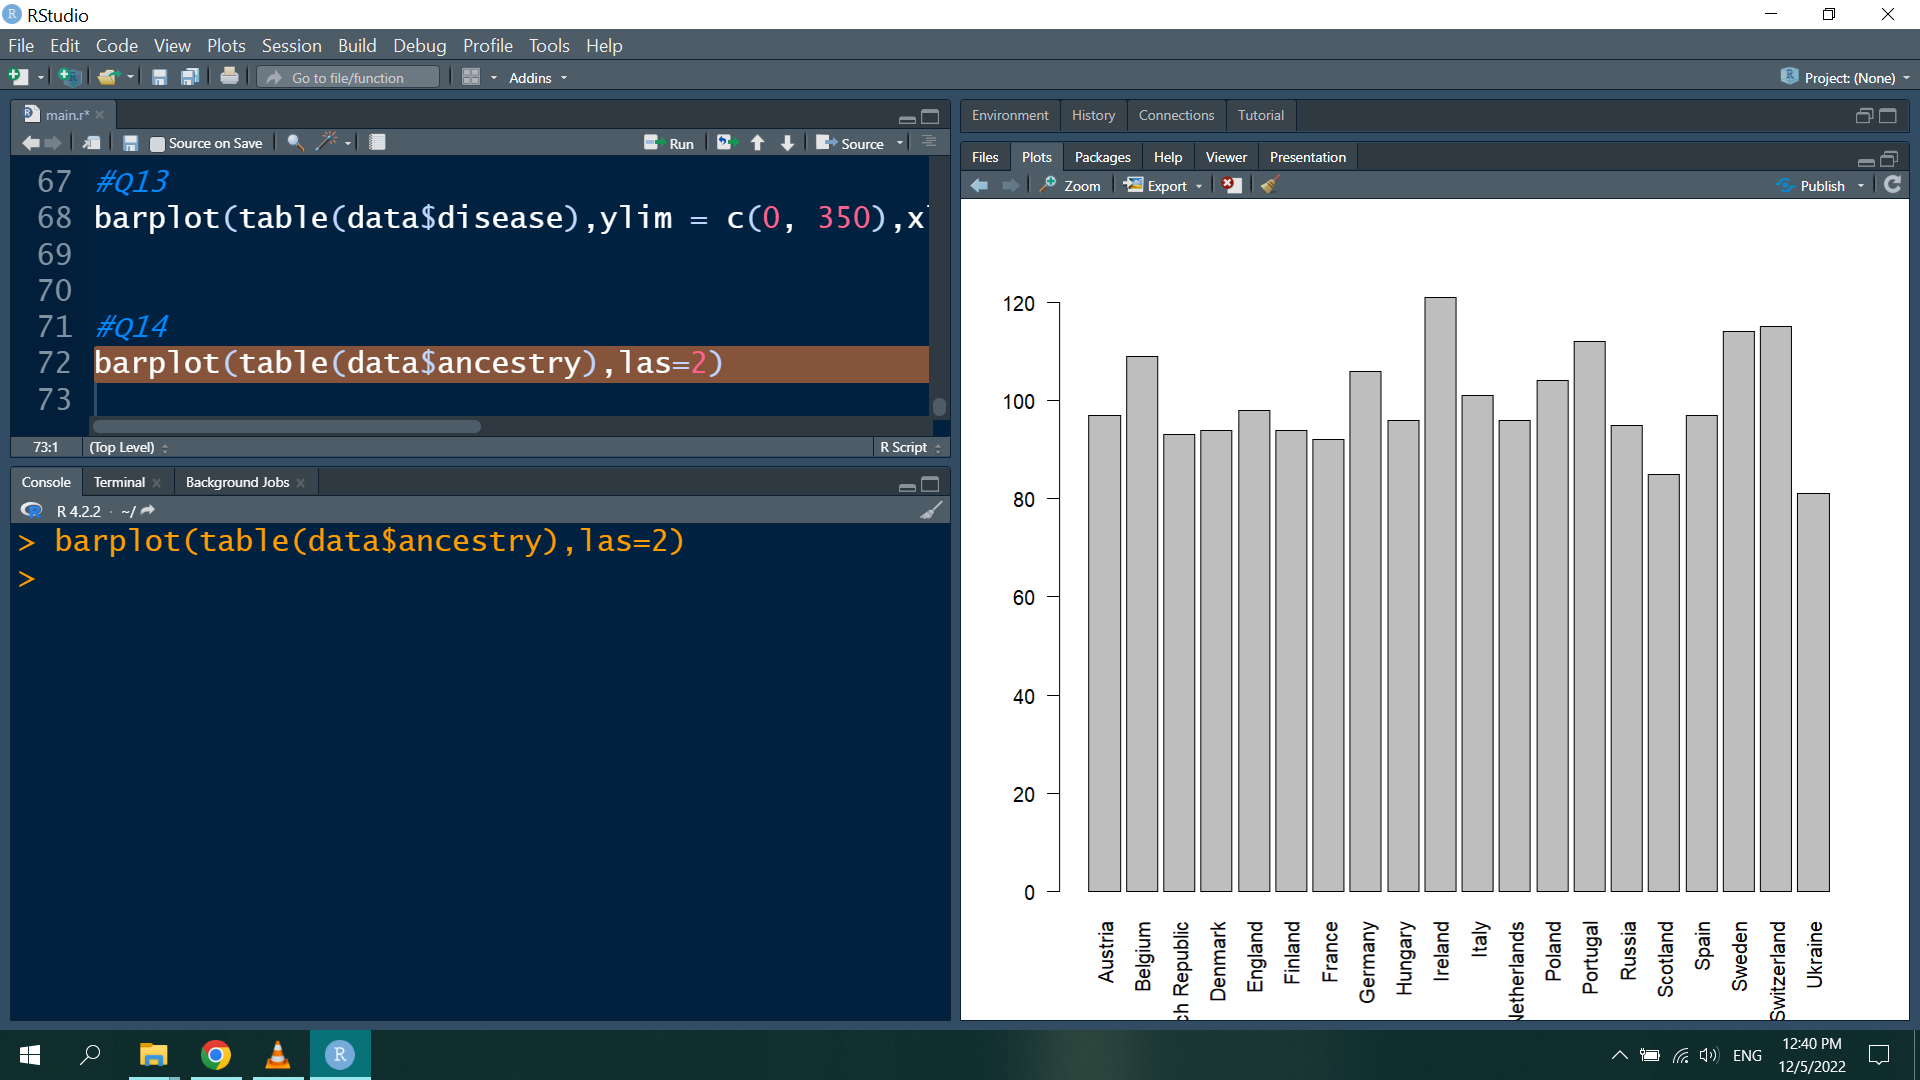 RStudio
File Edit Code View Plots Session Build Debug Profile Tools Help
Go to file/function Addins Project: (None)
main.r*
Source on Save Run Source
67 #Q13
68 barplot(table(data$disease),ylim = c(0, 350),x
69
70
71 #Q14
72 barplot(table(data$ancestry),las=2)
73
73:1 (Top Level) R Script
Console Terminal Background Jobs
R 4.2.2 · ~/
> barplot(table(data$ancestry),las=2)
>
Environment History Connections Tutorial
Files Plots Packages Help Viewer Presentation
Zoom Export Publish
120
100
80
60
40
20
0
Austria
Belgium
ch Republic
Denmark
England
Finland
France
Germany
Hungary
Ireland
Italy
Netherlands
Poland
Portugal
Russia
Scotland
Spain
Sweden
Switzerland
Ukraine
ENG
12:40 PM
12/5/2022